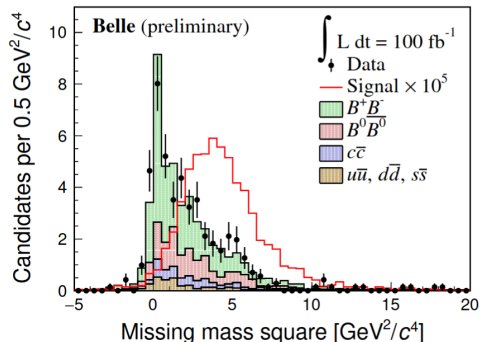 Belle (preliminary)
∫ L dt = 100 fb⁻¹
Data
Signal × 10⁵
B⁺B⁻
B⁰B̅⁰
cc̅
uu̅, dd̅, ss̅
Candidates per 0.5 GeV²/c⁴
10
8
6
4
2
0
−5 0 5 10 15 20
Missing mass square [GeV²/c⁴]